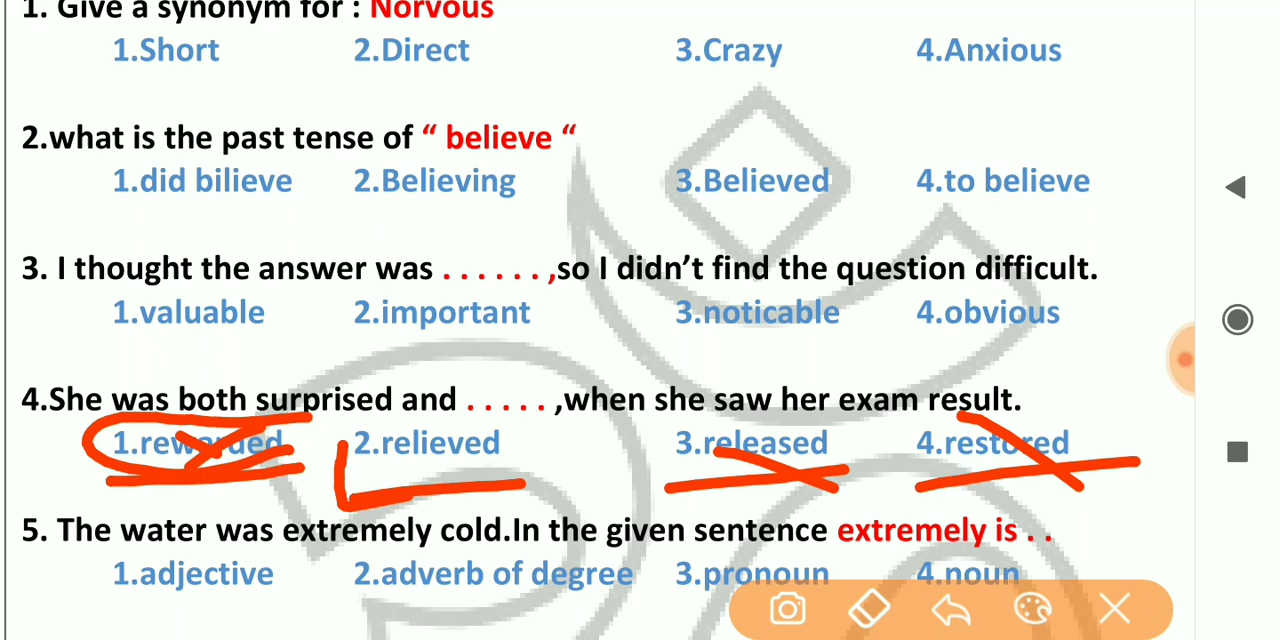 1. Give a synonym for : Norvous
1.Short 2.Direct 3.Crazy 4.Anxious
2.what is the past tense of “ believe “
1.did bilieve 2.Believing 3.Believed 4.to believe
3. I thought the answer was . . . . . . ,so I didn’t find the question difficult.
1.valuable 2.important 3.noticable 4.obvious
4.She was both surprised and . . . . . ,when she saw her exam result.
1.rewarded 2.relieved 3.released 4.restored
5. The water was extremely cold.In the given sentence extremely is . .
1.adjective 2.adverb of degree 3.pronoun 4.noun